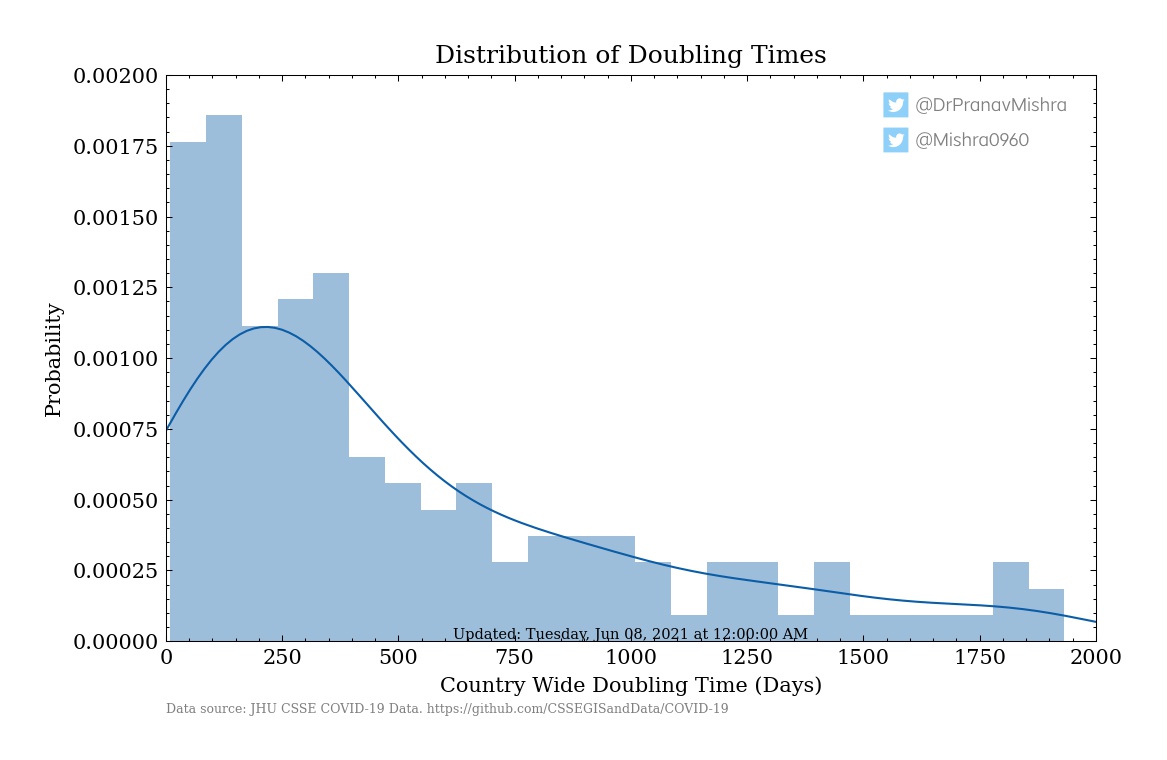 Distribution of Doubling Times
@DrPranavMishra
@Mishra0960
Probability
0.00200
0.00175
0.00150
0.00125
0.00100
0.00075
0.00050
0.00025
0.00000
Updated: Tuesday, Jun 08, 2021 at 12:00:00 AM
0 250 500 750 1000 1250 1500 1750 2000
Country Wide Doubling Time (Days)
Data source: JHU CSSE COVID-19 Data. https://github.com/CSSEGISandData/COVID-19